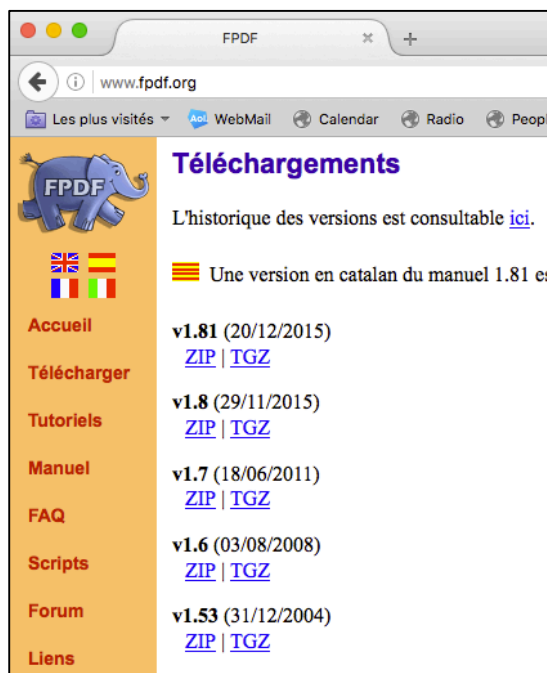 FPDF
www.fpdf.org
Les plus visités
Aol.
WebMail
Calendar
Radio
FPDF
Accueil
Télécharger
Tutoriels
Manuel
FAQ
Scripts
Forum
Liens
Téléchargements
L'historique des versions est consultable ici.
Une version en catalan du manuel 1.81
v1.81 (20/12/2015)
ZIP | TGZ
v1.8 (29/11/2015)
ZIP | TGZ
v1.7 (18/06/2011)
ZIP | TGZ
v1.6 (03/08/2008)
ZIP | TGZ
v1.53 (31/12/2004)
ZIP | TGZ